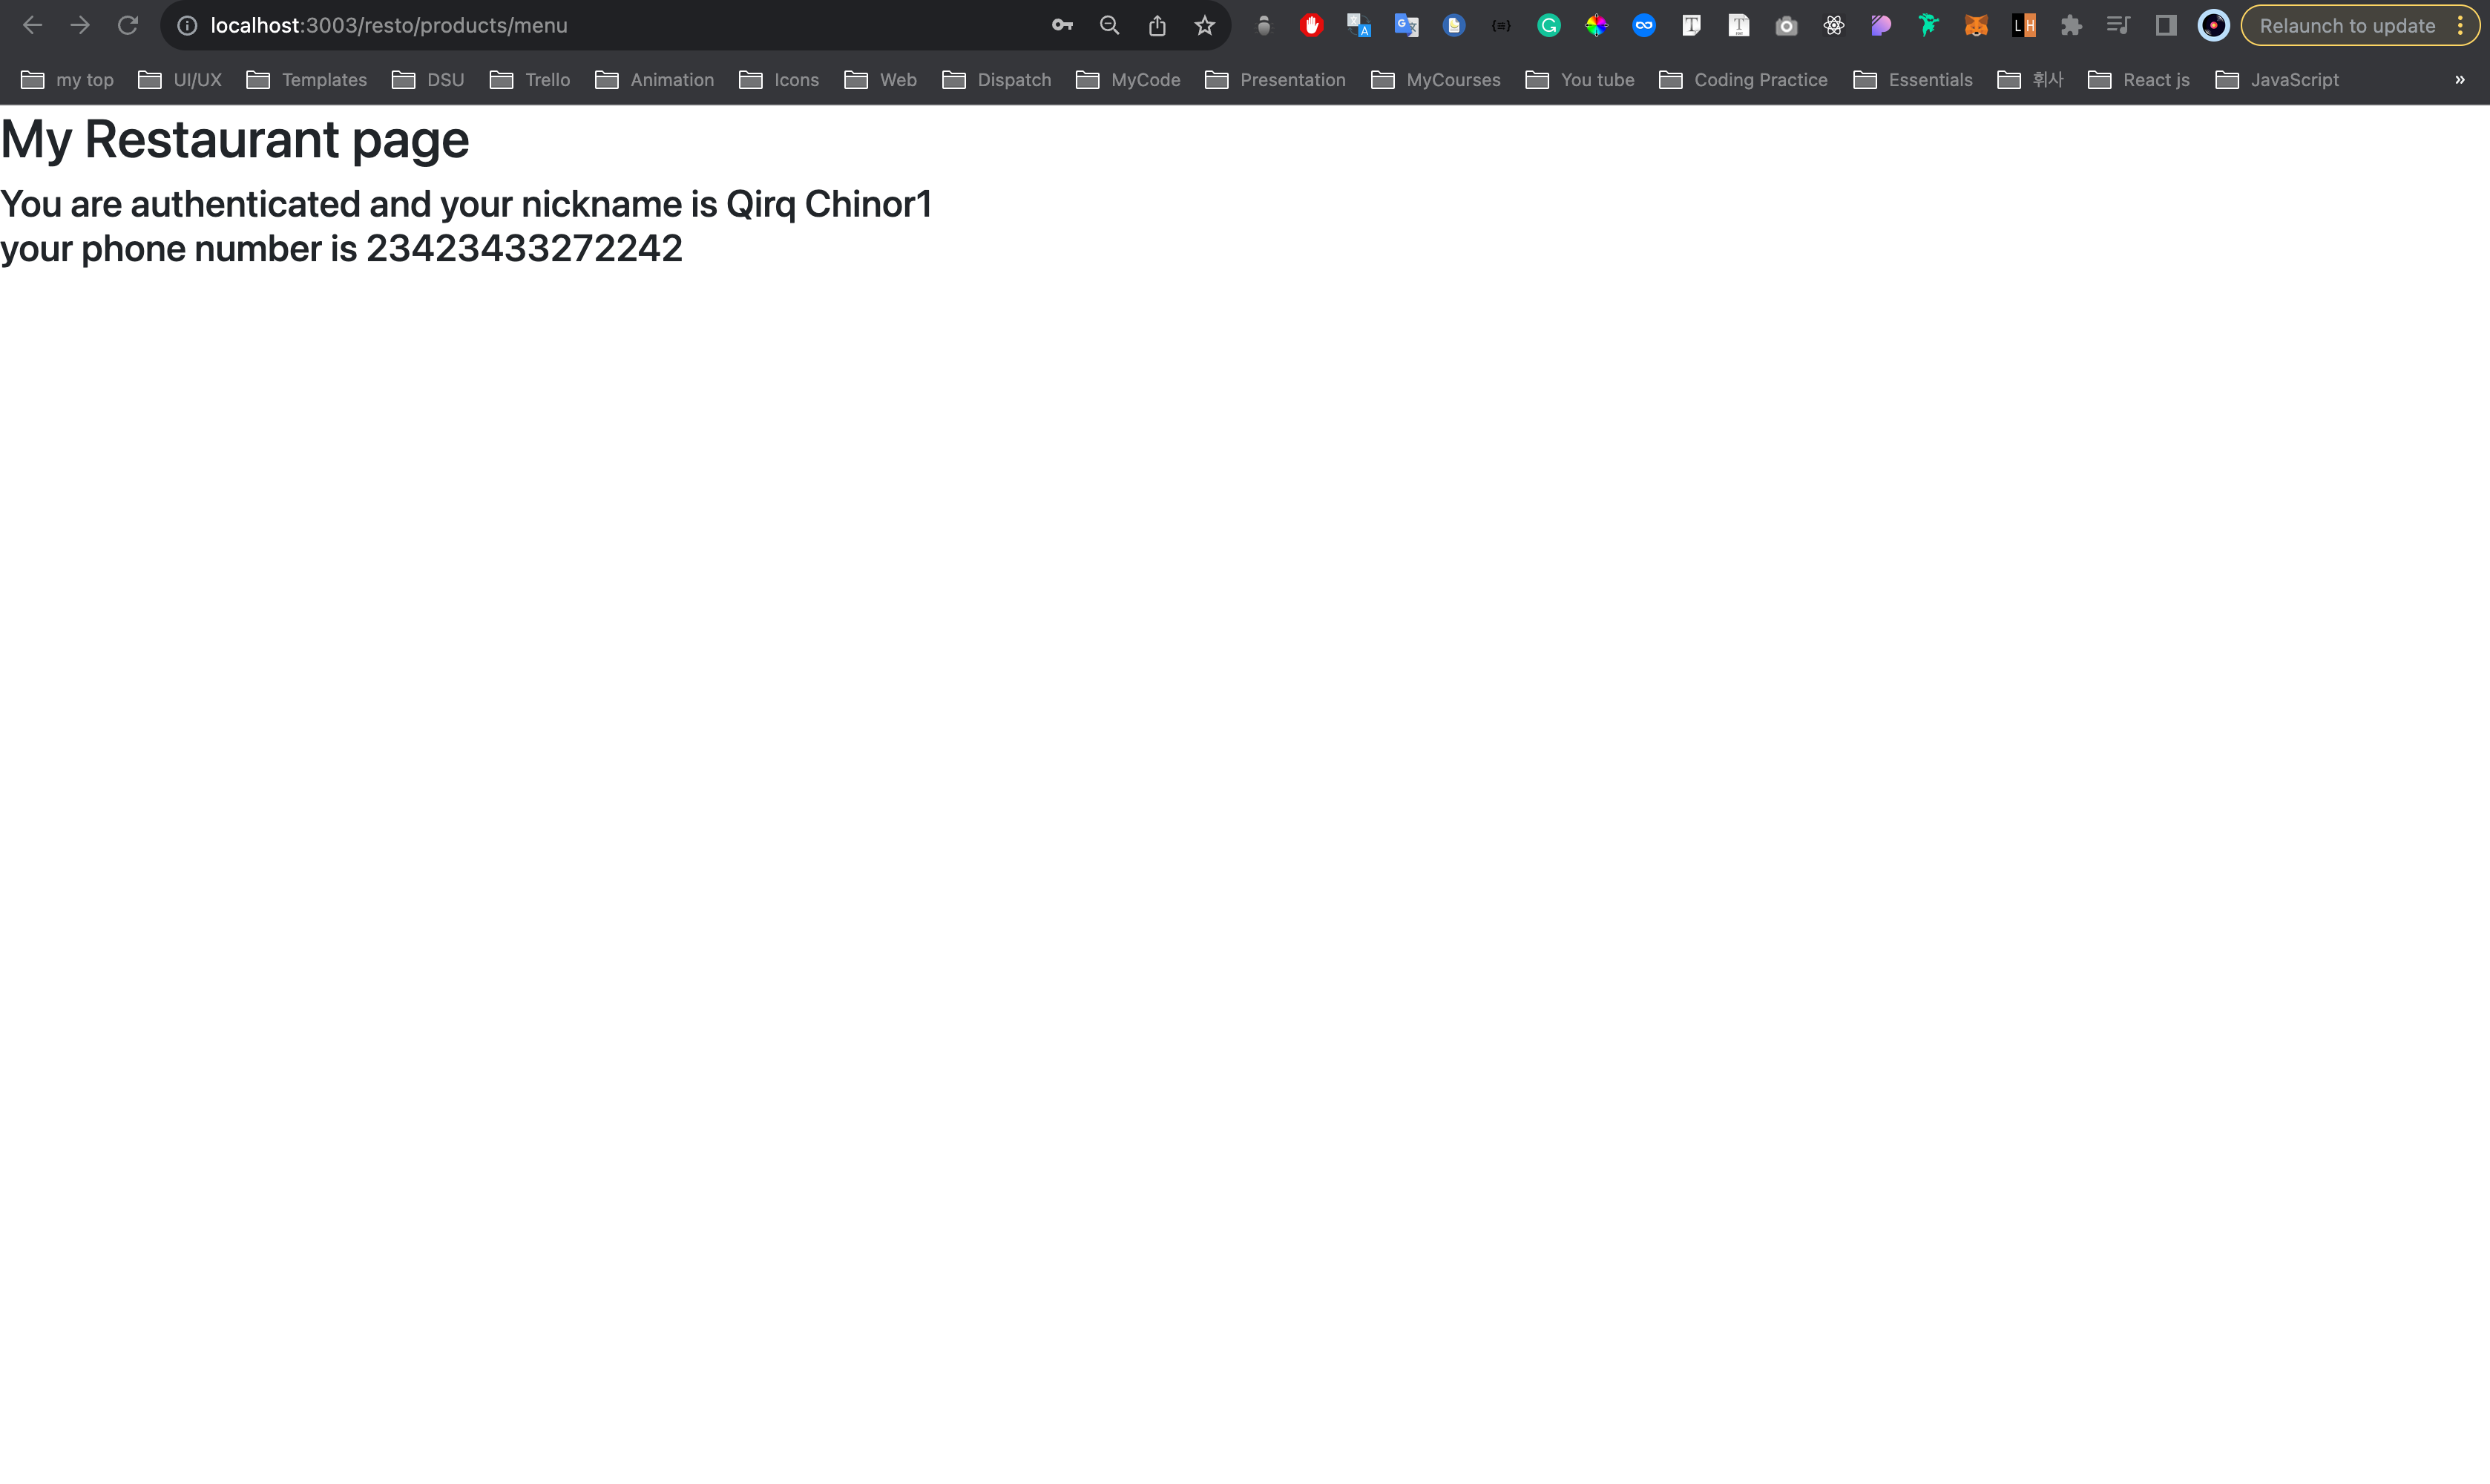 localhost:3003/resto/products/menu
Relaunch to update
my top UI/UX Templates DSU Trello Animation Icons Web Dispatch MyCode Presentation MyCourses You tube Coding Practice Essentials 휘사 React js JavaScript »
My Restaurant page
You are authenticated and your nickname is Qirq Chinor1
your phone number is 23423433272242